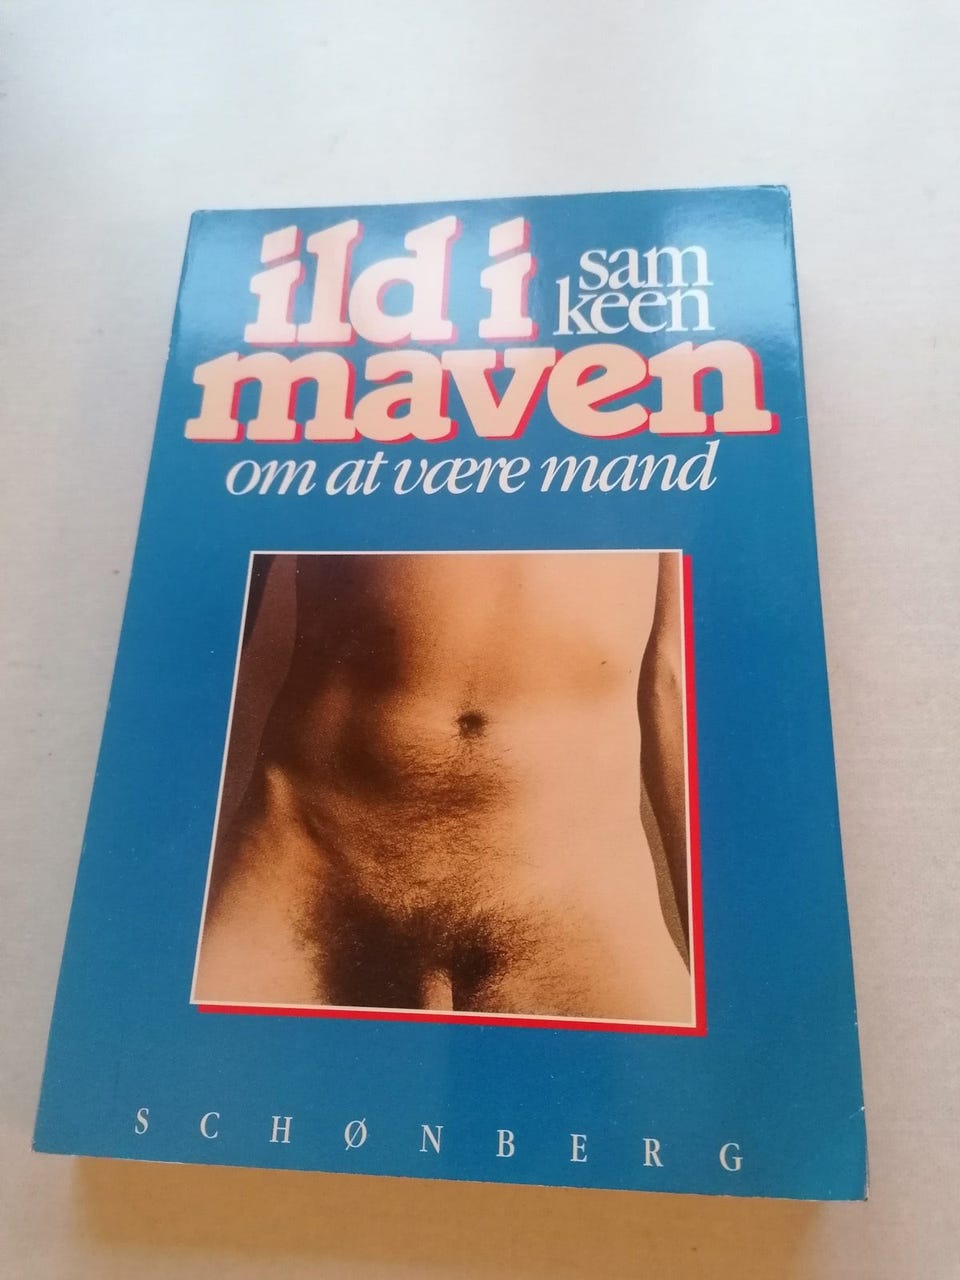 ild i
sam
keen
maven
om at være mand
SCHØNBERG